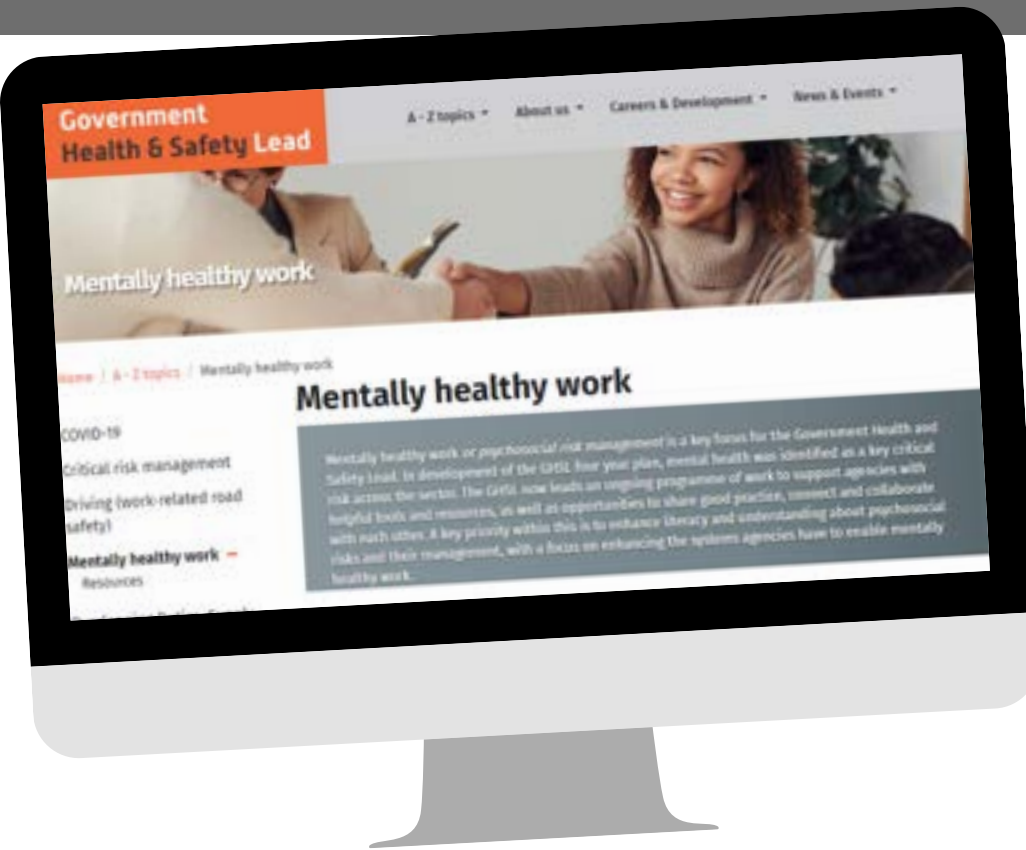 Government
Health & Safety Lead
A - Z topics
About us
Careers & Development
News & Events
Mentally healthy work
Home / A - Z topics / Mentally healthy work
Mentally healthy work
COVID-19
Critical risk management
Driving (work-related road
safety)
Mentally healthy work –
Resources
Mentally healthy work or psychosocial risk management is a key focus for the Government Health and
Safety Lead. In development of the GHSL four year plan, mental health was identified as a key critical
risk across the sector. The GHSL now leads an ongoing programme of work to support agencies with
helpful tools and resources, as well as opportunities to share good practice, connect and collaborate
with each other. A key priority within this is to enhance literacy and understanding about psychosocial
risks and their management, with a focus on enhancing the systems agencies have to enable mentally
healthy work.